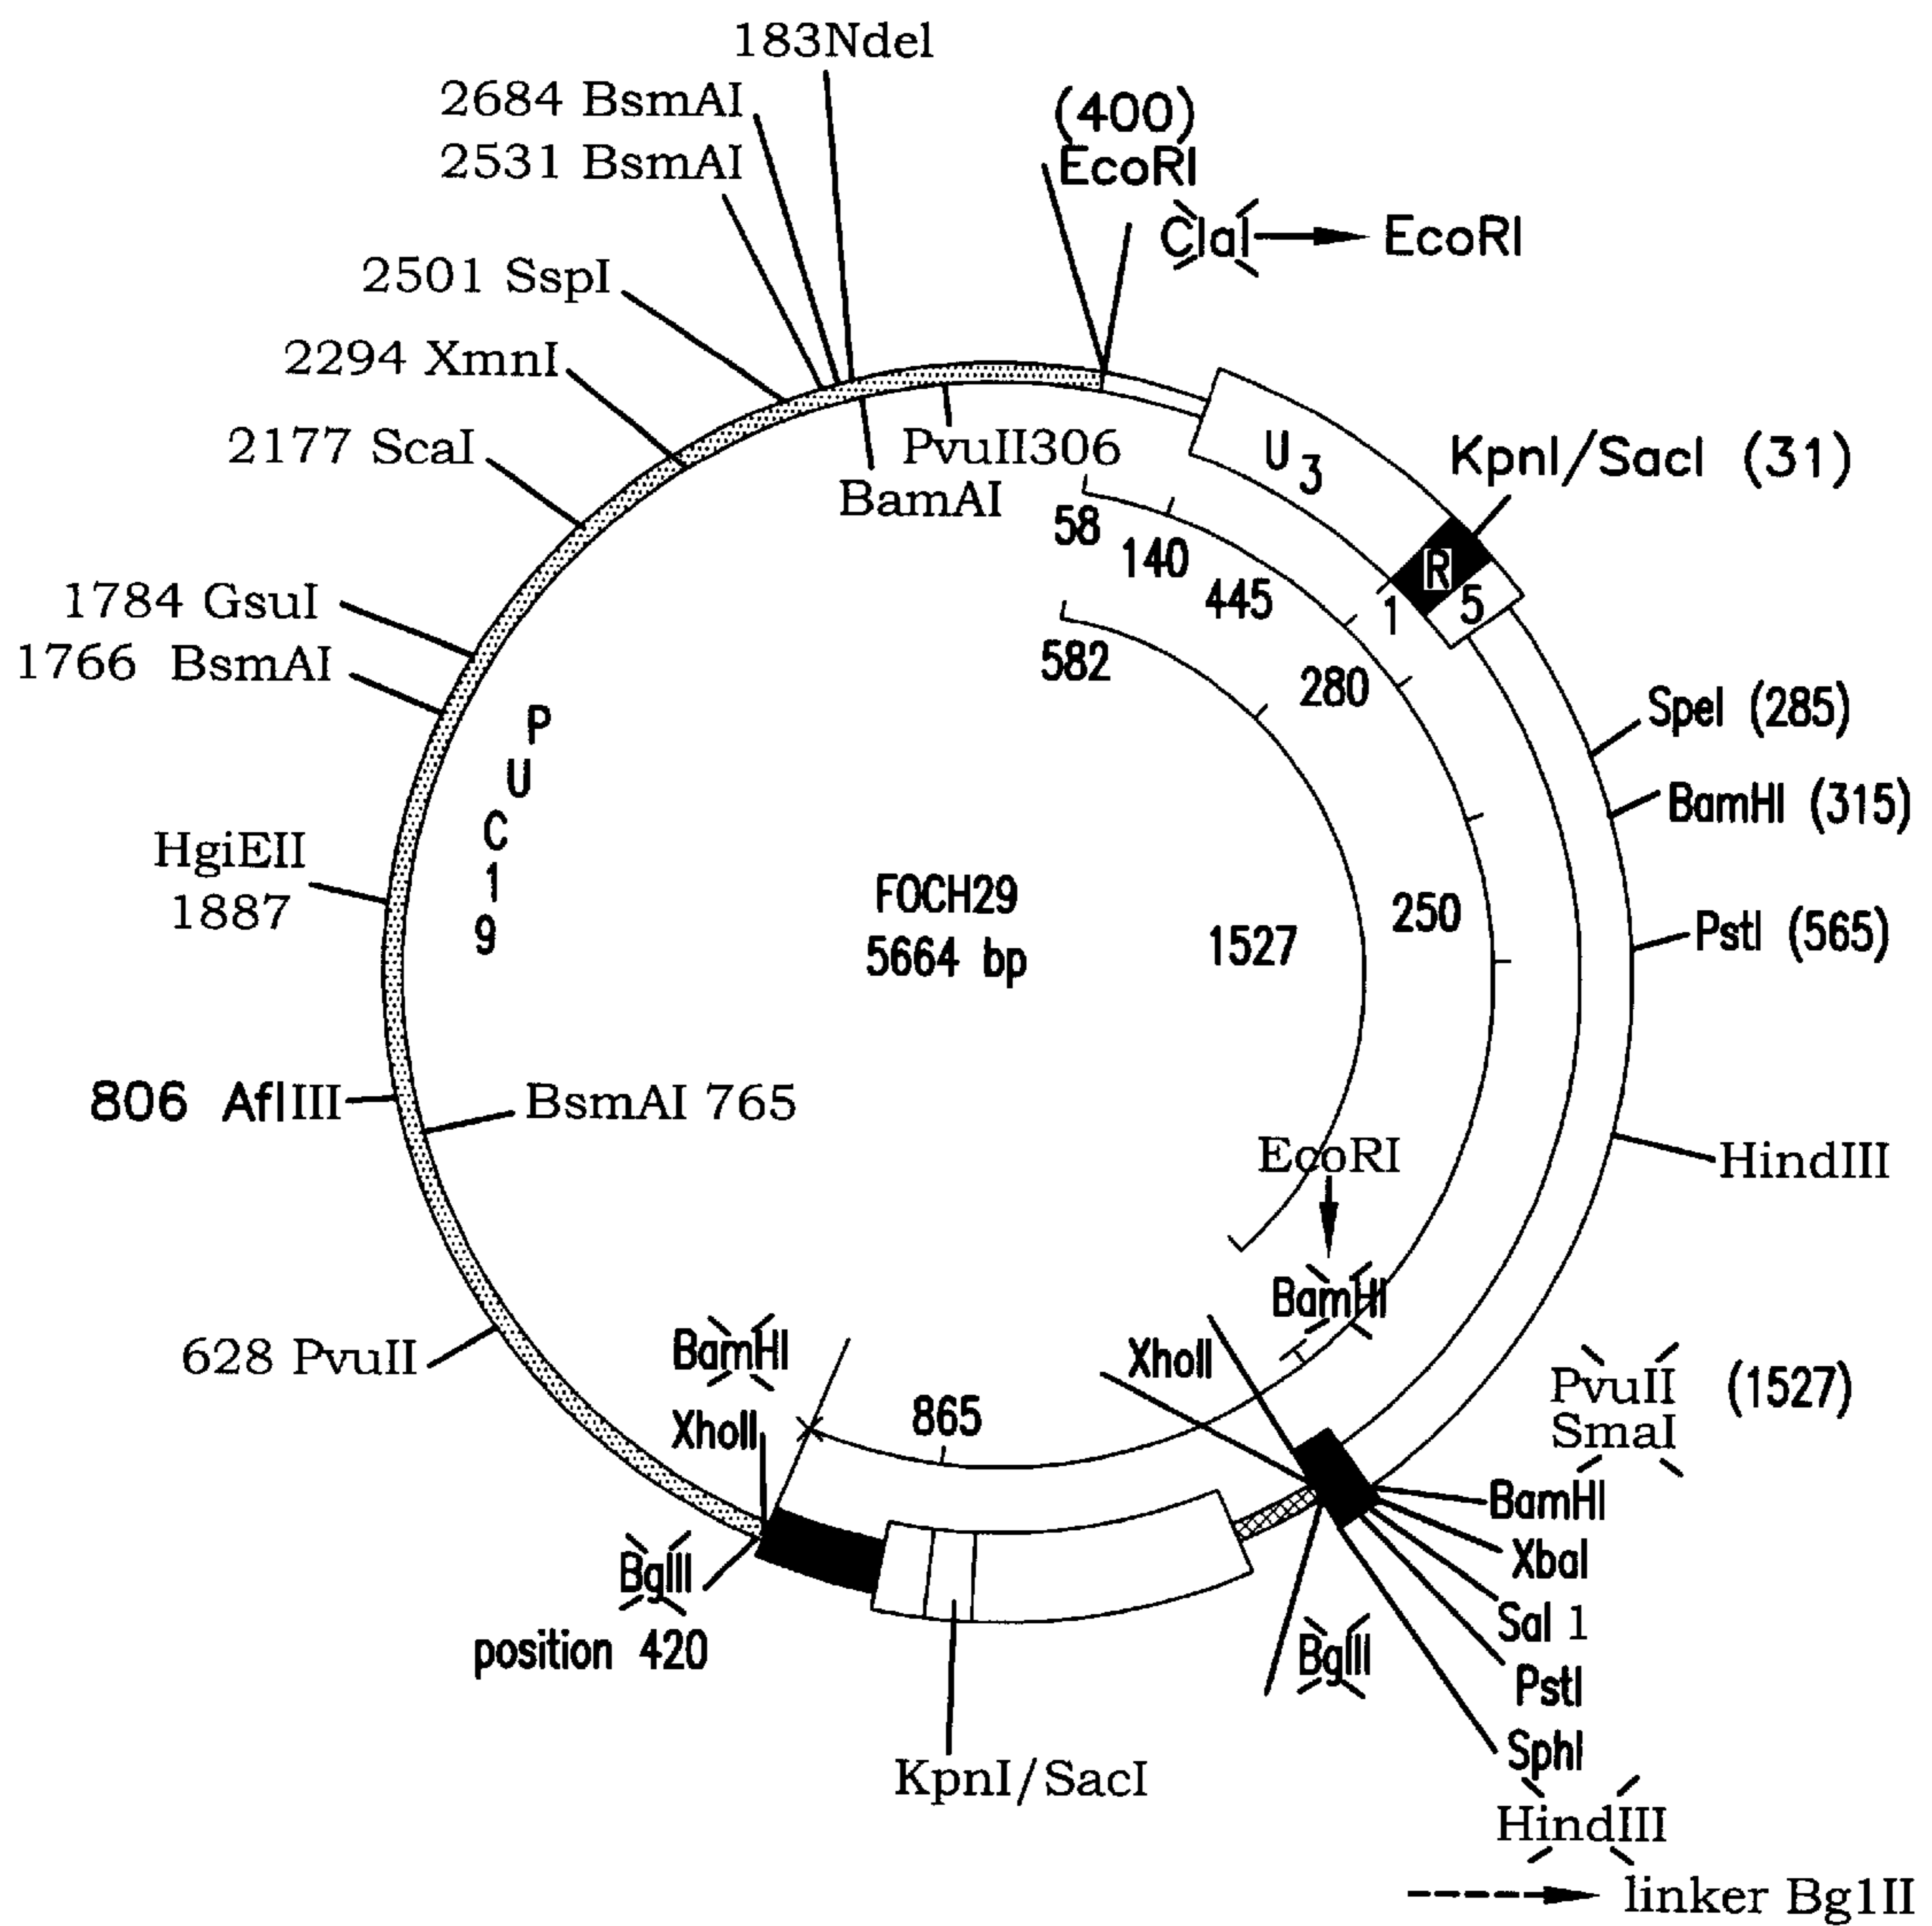 183NdeI
2684 BsmAI
2531 BsmAI
(400)
EcoRI
ClaI EcoRI
2501 SspI
2294 XmnI
2177 ScaI
PvuII306
BamAI
U 3
KpnI/SacI (31)
R
5
1
58
140
445
280
250
582
1527
1784 GsuI
1766 BsmAI
P
U
C
1
9
SpeI (285)
BamHI (315)
PstI (565)
HgiEII
1887
FOCH29
5664 bp
806 AflIII
BsmAI 765
HindIII
EcoRI
BamHI
628 PvuII
BamHI
XhoII
865
XhoII
PvuII (1527)
SmaI
BamHI
XbaI
Sal 1
PstI
SphI
BglII
position 420
BglII
KpnI/SacI
HindIII
linker Bg1II